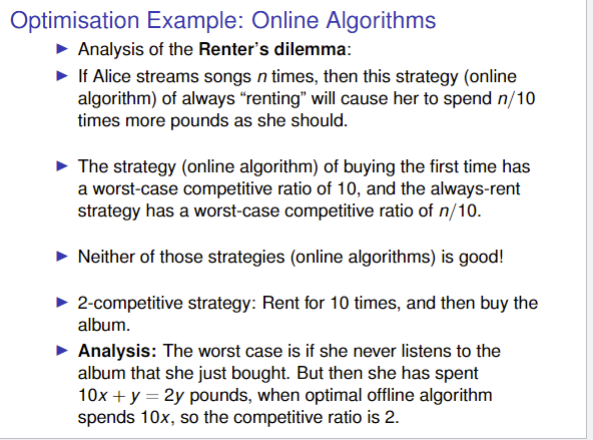 Optimisation Example: Online Algorithms
▶ Analysis of the Renter's dilemma:
▶ If Alice streams songs n times, then this strategy (online
algorithm) of always “renting” will cause her to spend n/10
times more pounds as she should.
▶ The strategy (online algorithm) of buying the first time has
a worst-case competitive ratio of 10, and the always-rent
strategy has a worst-case competitive ratio of n/10.
▶ Neither of those strategies (online algorithms) is good!
▶ 2-competitive strategy: Rent for 10 times, and then buy the
album.
▶ Analysis: The worst case is if she never listens to the
album that she just bought. But then she has spent
10x + y = 2y pounds, when optimal offline algorithm
spends 10x, so the competitive ratio is 2.